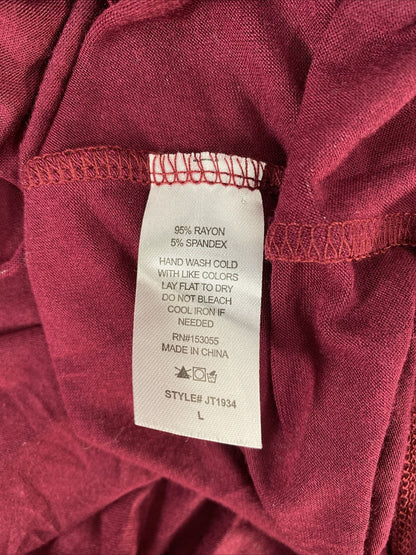 95% RAYON
5% SPANDEX
HAND WASH COLD
WITH LIKE COLORS
LAY FLAT TO DRY
DO NOT BLEACH
COOL IRON IF
NEEDED
RN#153055
MADE IN CHINA
STYLE# JT1934
L